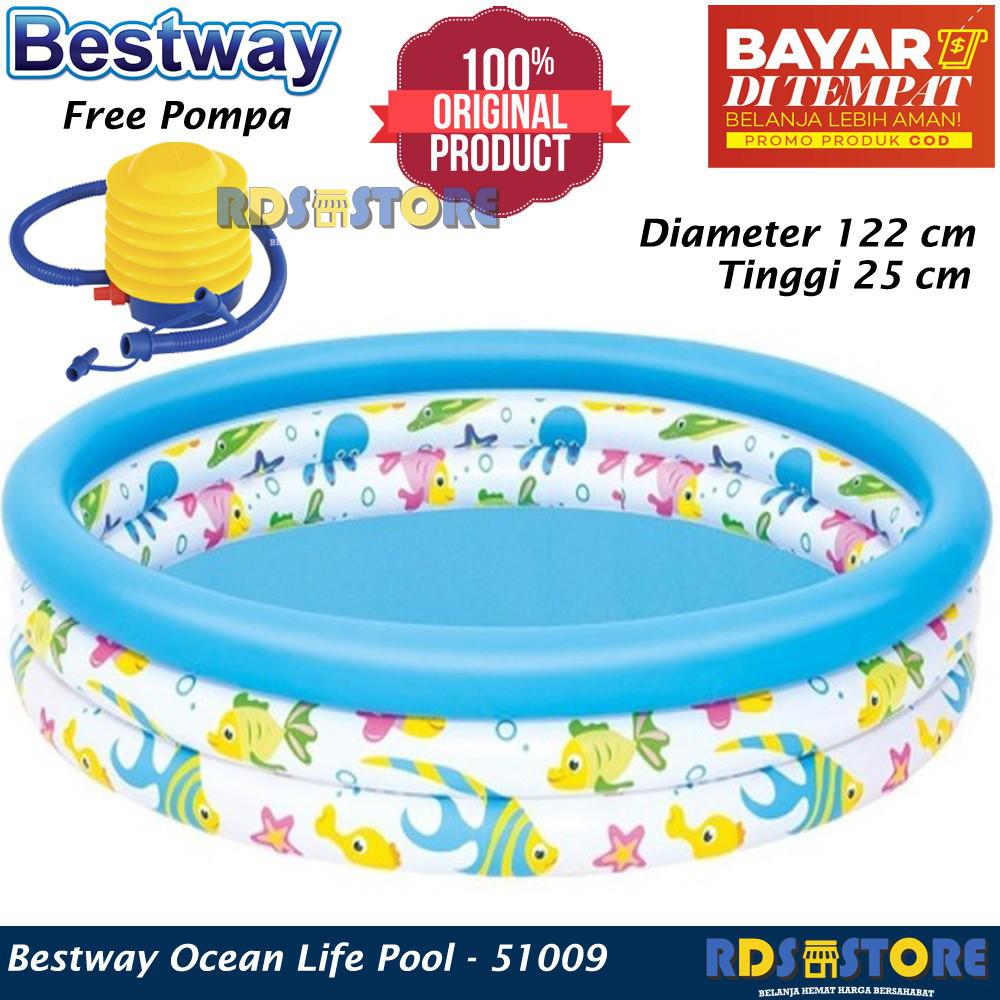 Bestway
Free Pompa
100%
ORIGINAL
PRODUCT
BAYAR
DI TEMPAT
BELANJA LEBIH AMAN!
PROMO PRODUK COD
RDS STORE
Diameter 122 cm
Tinggi 25 cm
Bestway Ocean Life Pool - 51009
RDS STORE
BELANJA HEMAT HARGA BERSAHABAT